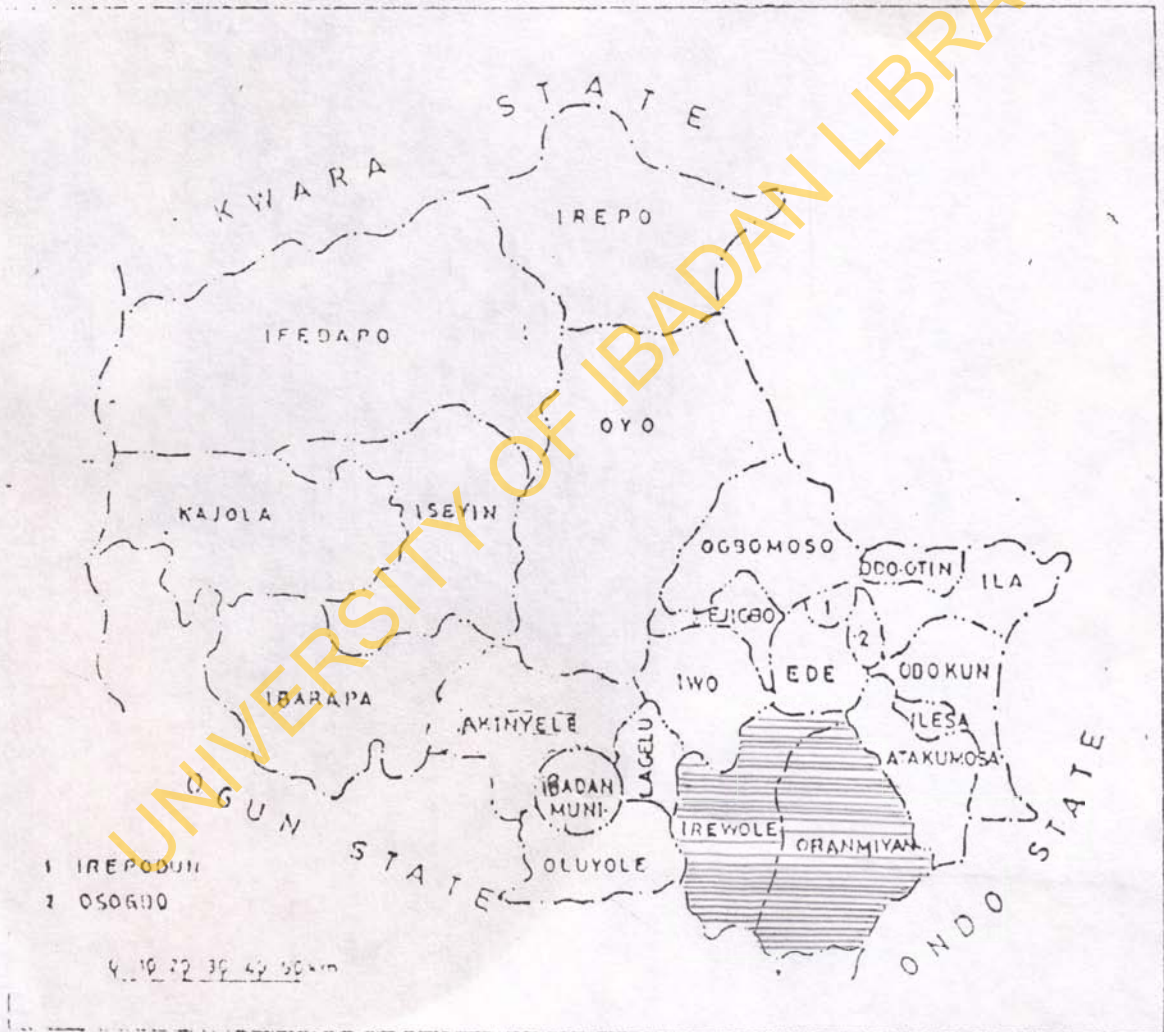 KWARA STATE
IREPO
IFEDAPO
OYO
KAJOLA
ISEYIN
OGBOMOSO
ODO-OTIN
ILA
EJIGBO
1
2
IWO
EDE
OBOKUN
IBARAPA
ILESA
AKINYELE
LAGELU
ATAKUMOSA
IBADAN
MUNI.
IREWOLE
ORANMIYAN
OLUYOLE
OGUN STATE
ONDO STATE
1 IREPODUN
2 OSOGBO
0 10 20 30 40 50 km
UNIVERSITY OF IBADAN LIBRA